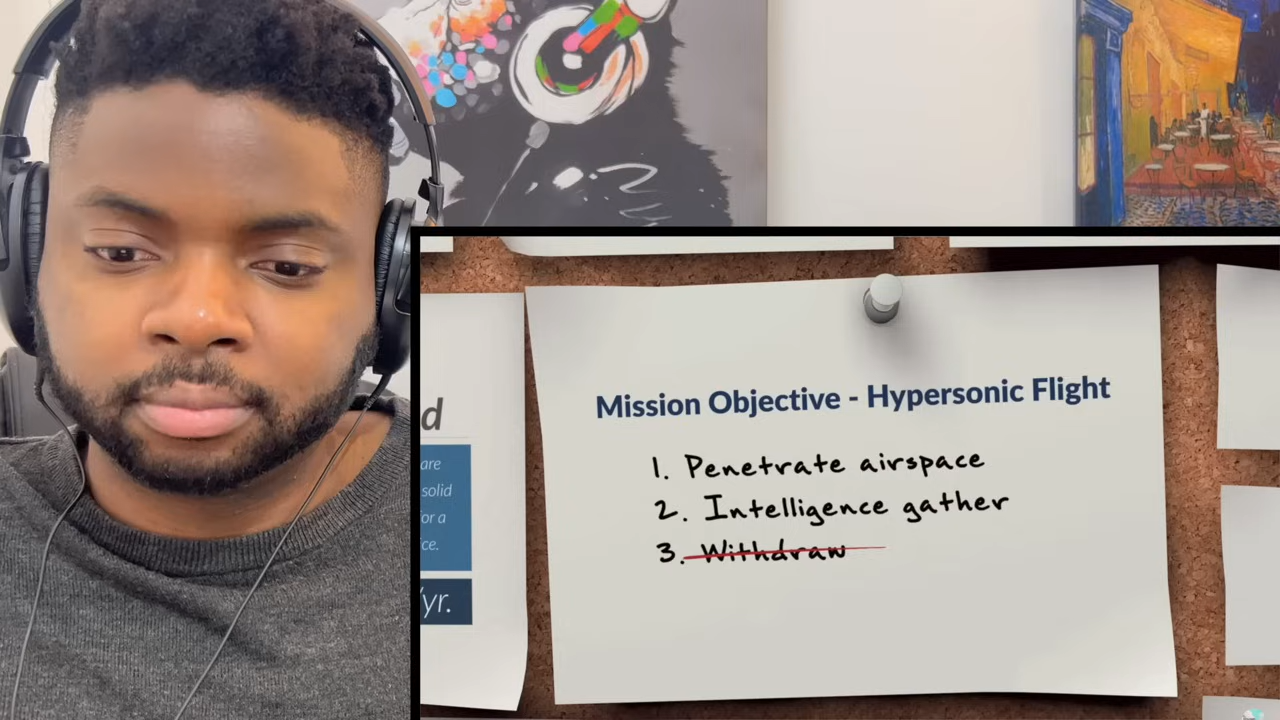 d
are
solid
or a
ce.
/yr.
Mission Objective - Hypersonic Flight
1. Penetrate airspace
2. Intelligence gather
3. Withdraw